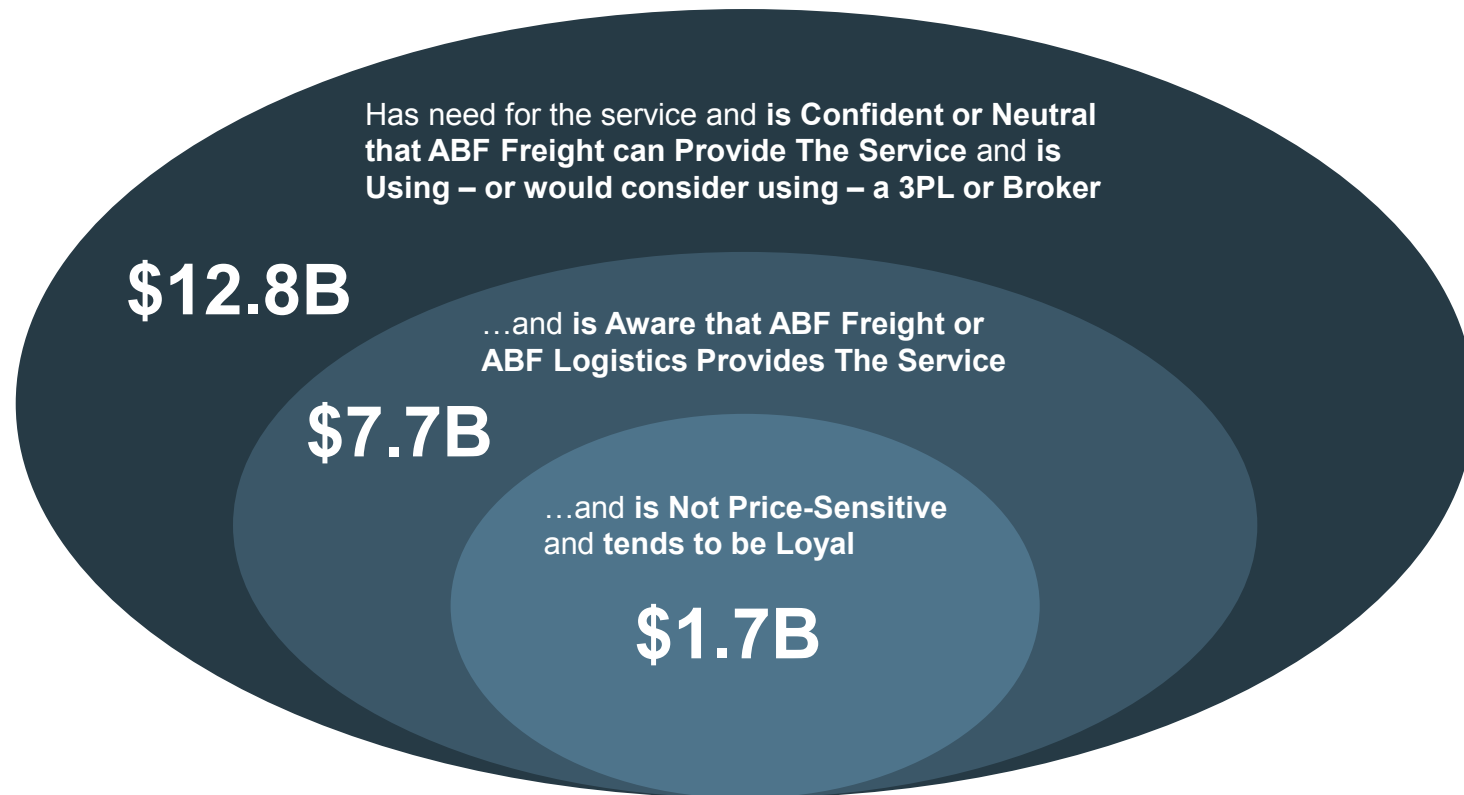 Has need for the service and is Confident or Neutral
that ABF Freight can Provide The Service and is
Using – or would consider using – a 3PL or Broker
$12.8B
…and is Aware that ABF Freight or
ABF Logistics Provides The Service
$7.7B
…and is Not Price-Sensitive
and tends to be Loyal
$1.7B